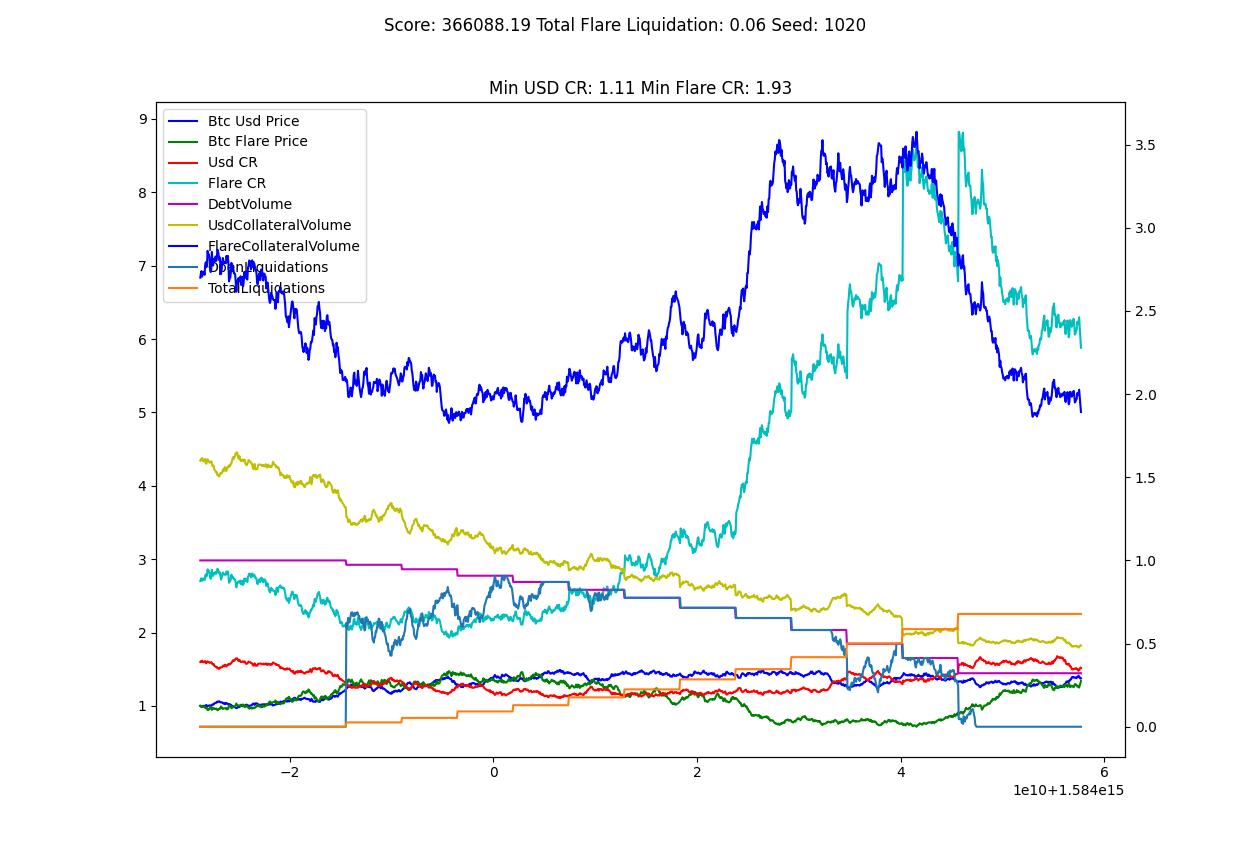 Score: 366088.19 Total Flare Liquidation: 0.06 Seed: 1020
Min USD CR: 1.11 Min Flare CR: 1.93
Btc Usd Price
Btc Flare Price
Usd CR
Flare CR
DebtVolume
UsdCollateralVolume
FlareCollateralVolume
OpenLiquidations
TotalLiquidations
9
8
7
6
5
4
3
2
1
3.5
3.0
2.5
2.0
1.5
1.0
0.5
0.0
−2 0 2 4 6
1e10+1.584e15